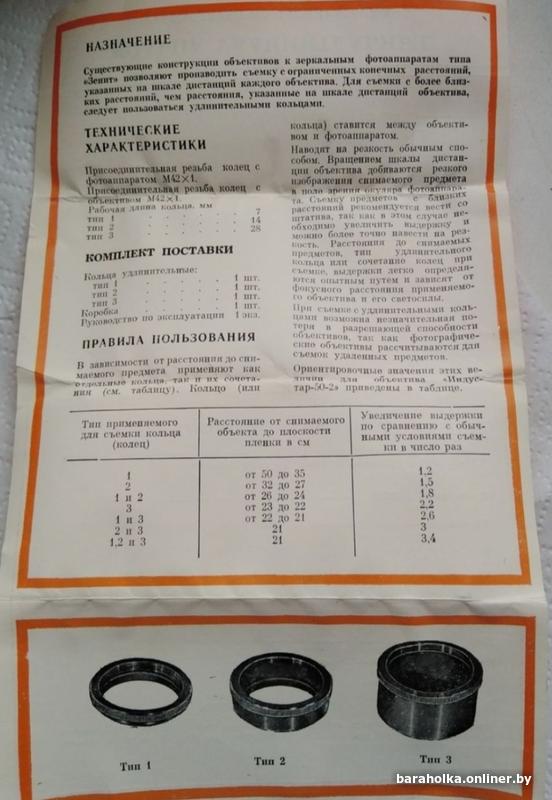 НАЗНАЧЕНИЕ
Существующие конструкции объективов к зеркальным фотоаппаратам типа
«Зенит» позволяют производить съемку с ограниченных конечных расстояний,
указанных на шкале дистанций каждого объектива. Для съемки с более близ-
ких расстояний, чем расстояния, указанные на шкале дистанций объектива,
следует пользоваться удлинительными кольцами.
ТЕХНИЧЕСКИЕ
ХАРАКТЕРИСТИКИ
Присоединительная резьба колец с
фотоаппаратом М42×1.
Присоединительная резьба колец с
объективом М42×1.
Рабочая длина кольца, мм
тип 1 . . . . . . 7
тип 2 . . . . . . 14
тип 3 . . . . . . 28
КОМПЛЕКТ ПОСТАВКИ
Кольца удлинительные:
тип 1 . . . . . 1 шт.
тип 2 . . . . . 1 шт.
тип 3 . . . . . 1 шт.
Коробка . . . . . 1 шт.
Руководство по эксплуатации 1 экз.
ПРАВИЛА ПОЛЬЗОВАНИЯ
В зависимости от расстояния до сни-
маемого предмета применяют как
отдельные кольца, так и их сочета-
ния (см. таблицу). Кольцо (или
кольца) ставится между объекти-
вом и фотоаппаратом.
Наводят на резкость обычным спо-
собом. Вращением шкалы дистан-
ции объектива добиваются резкого
изображения снимаемого предмета
в поле зрения окуляра фотоаппара-
та. Съемку предметов с близких
расстояний рекомендуется вести со
штатива, так как в этом случае не-
обходимо увеличить выдержку и
можно более точно навести на рез-
кость. Расстояния до снимаемых
предметов, тип удлинительного
кольца или сочетание колец при
съемке, выдержки легко определя-
ются опытным путем и зависят от
фокусного расстояния применяемо-
го объектива и его светосилы.
При съемке с удлинительными коль-
цами возможна незначительная по-
теря в разрешающей способности
объективов, так как фотографиче-
ские объективы рассчитываются для
съемок удаленных предметов.
Ориентировочные значения этих ве-
личин для объектива «Индус-
тар-50-2» приведены в таблице.
Тип применяемого
для съемки кольца
(колец)
Расстояние от снимаемого
объекта до плоскости
пленки в см
Увеличение выдержки
по сравнению с обыч-
ными условиями съем-
ки в число раз
1 от 50 до 35 1,2
2 от 32 до 27 1,5
1 и 2 от 26 до 24 1,8
3 от 23 до 22 2,2
1 и 3 от 22 до 21 2,6
2 и 3 21 3
1,2 и 3 21 3,4
Тип 1 Тип 2 Тип 3
baraholka.onliner.by